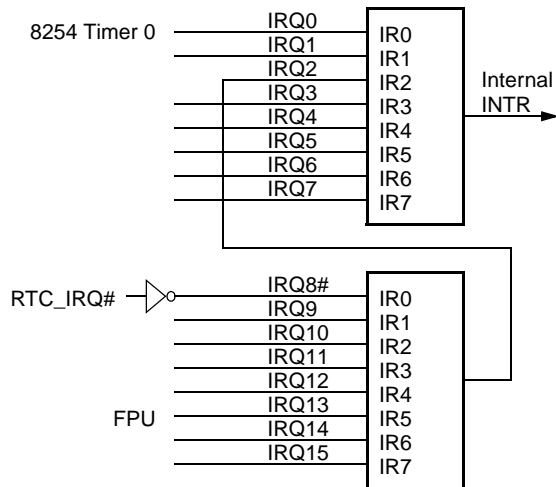 8254 Timer 0 IRQ0 IR0
IRQ1 IR1
IRQ2 IR2 Internal
IRQ3 IR3 INTR
IRQ4 IR4
IRQ5 IR5
IRQ6 IR6
IRQ7 IR7
RTC_IRQ# IRQ8# IR0
IRQ9 IR1
IRQ10 IR2
IRQ11 IR3
IRQ12 IR4
FPU IRQ13 IR5
IRQ14 IR6
IRQ15 IR7